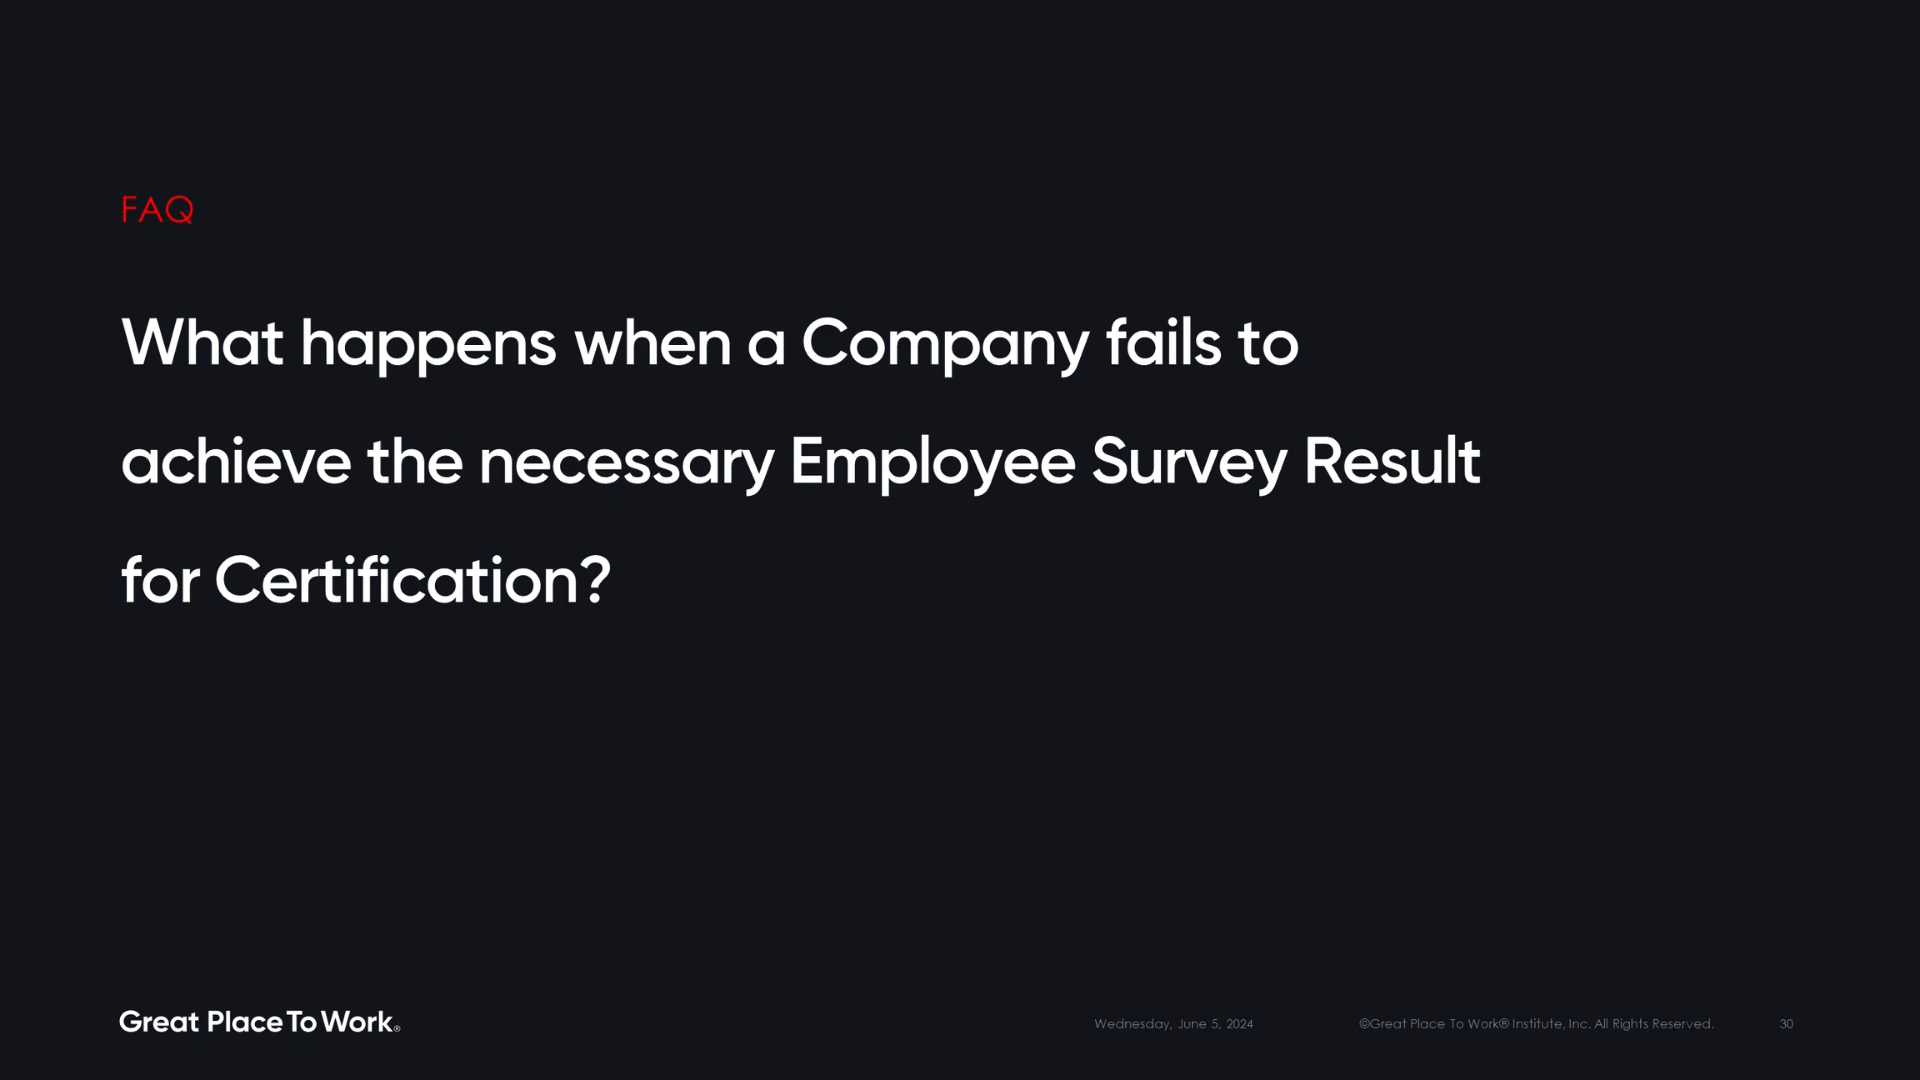 FAQ
What happens when a Company fails to
achieve the necessary Employee Survey Result
for Certification?
Great Place To Work®
Wednesday, June 5, 2024
©Great Place To Work® Institute, Inc. All Rights Reserved.
30